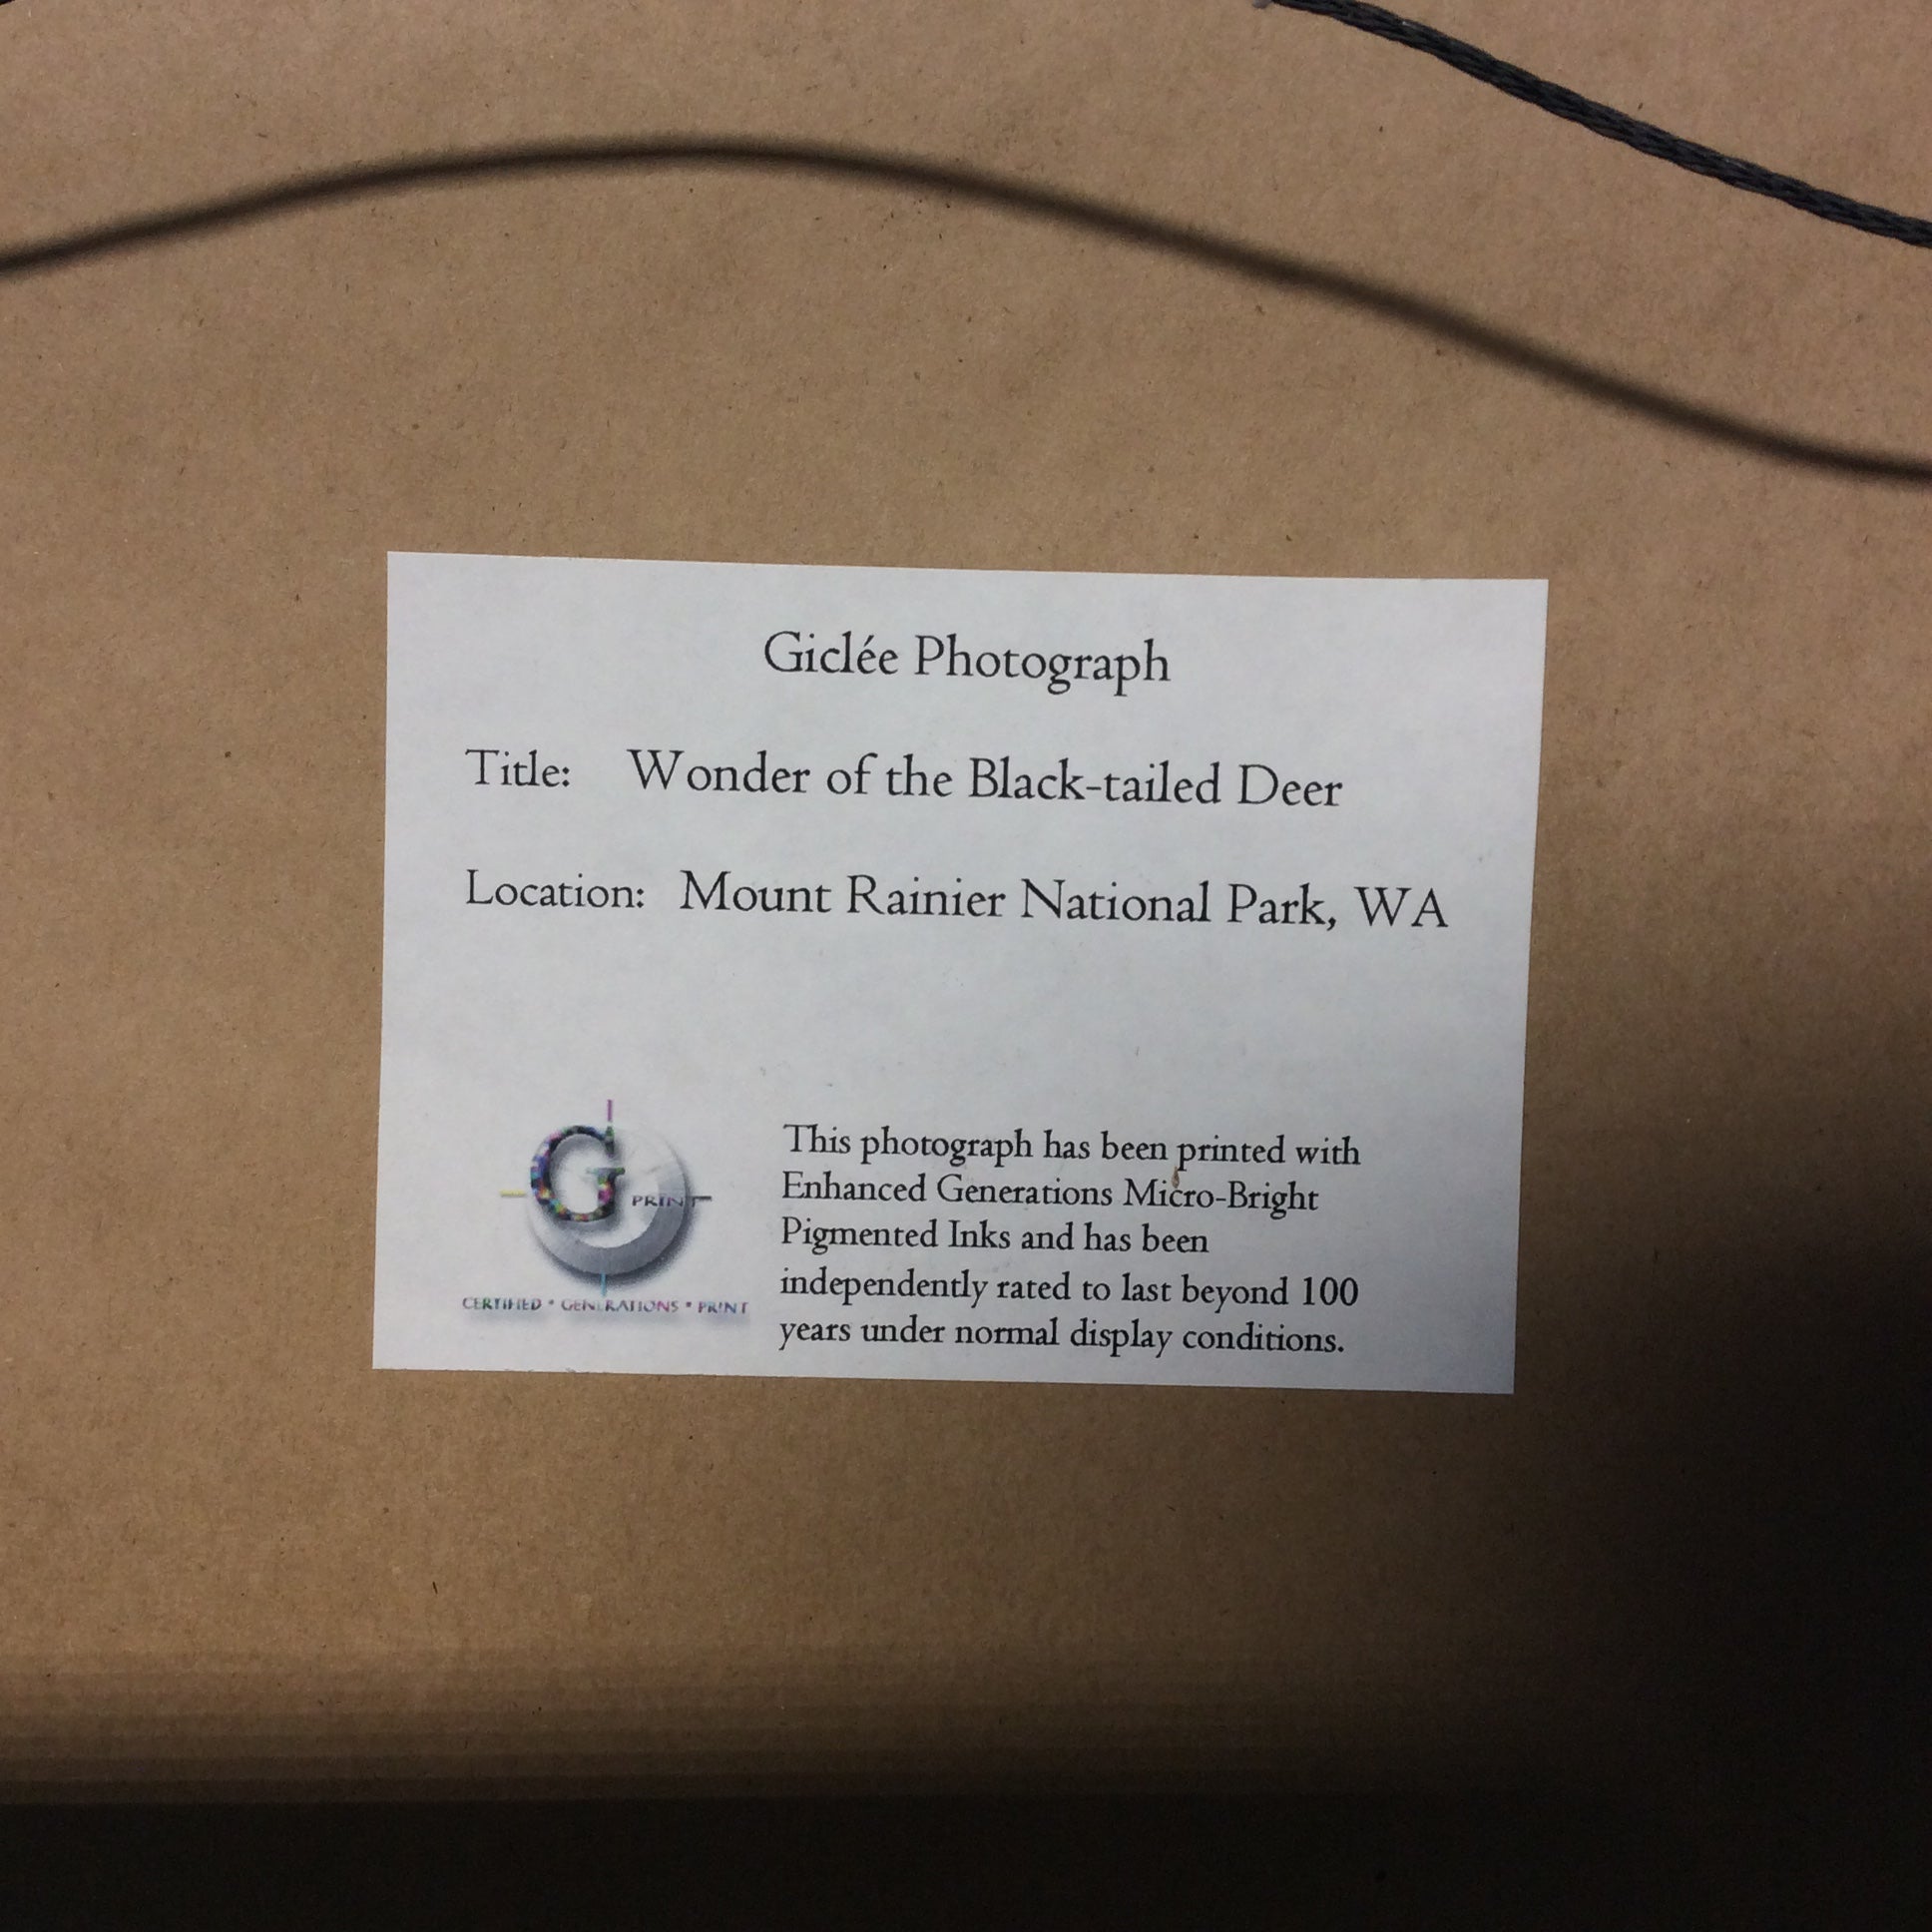 Giclée Photograph
Title: Wonder of the Black-tailed Deer
Location: Mount Rainier National Park, WA
G PRINT
CERTIFIED * GENERATIONS * PRINT
This photograph has been printed with
Enhanced Generations Micro-Bright
Pigmented Inks and has been
independently rated to last beyond 100
years under normal display conditions.